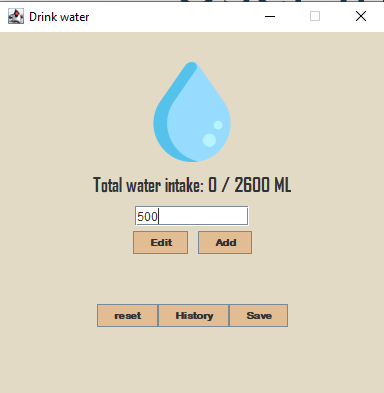 Drink water
Total water intake: 0 / 2600 ML
500
Edit Add
reset History Save